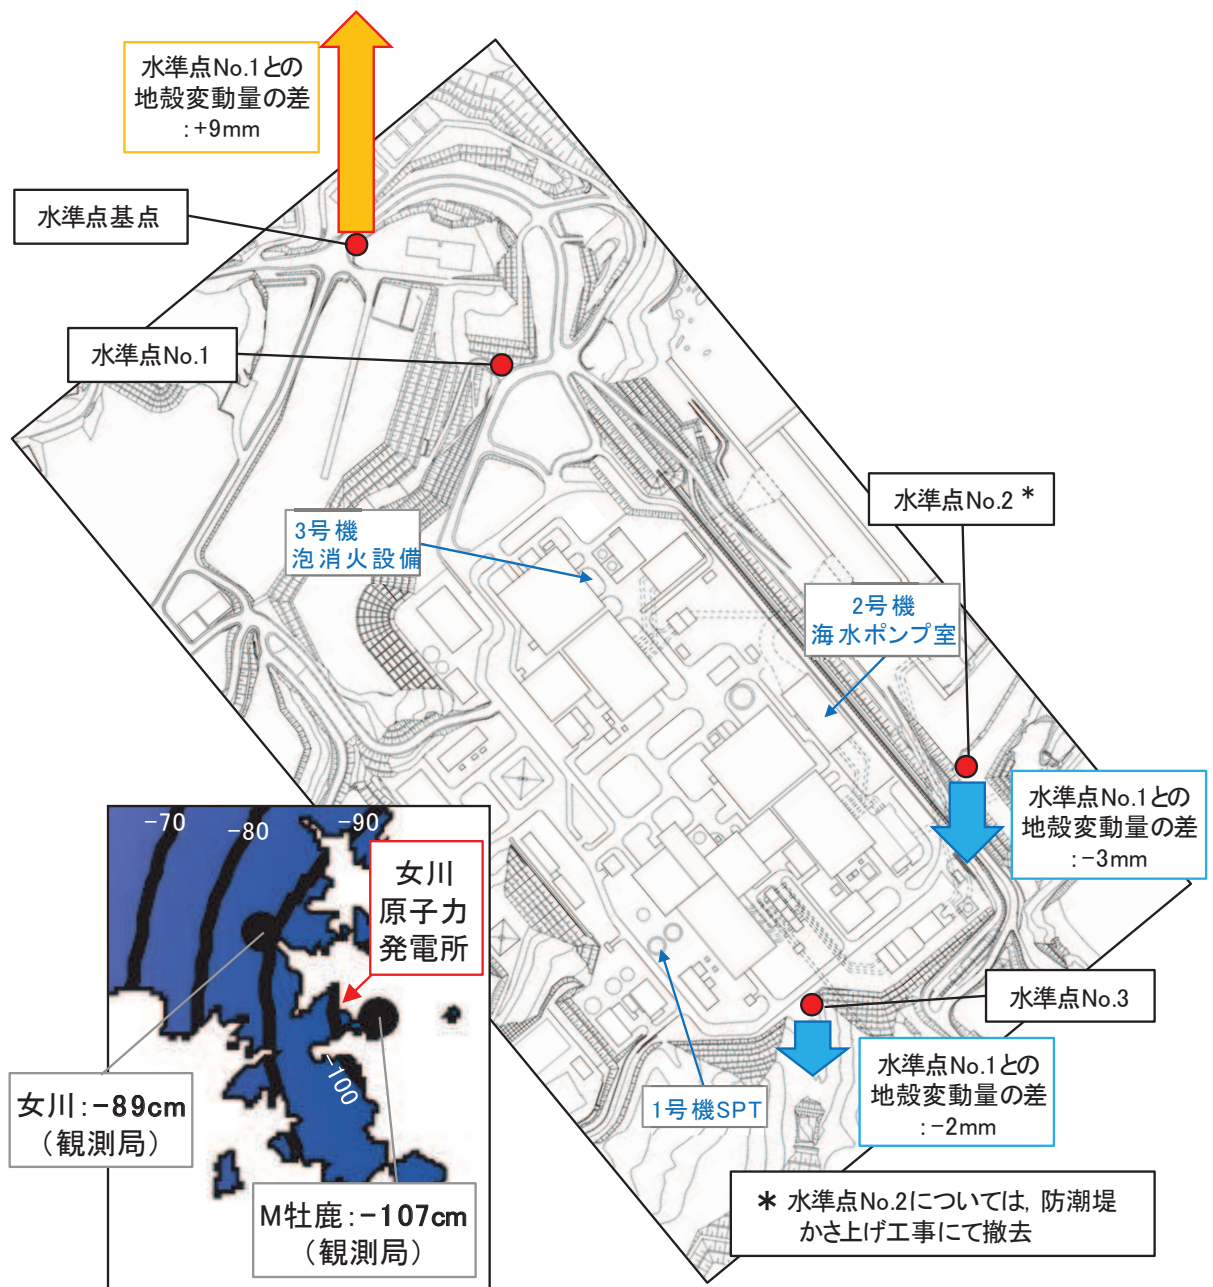 水準点No.1との
地殻変動量の差
:+9mm
水準点基点
水準点No.1
水準点No.2 *
3号機
泡消火設備
2号機
海水ポンプ室
水準点No.1との
地殻変動量の差
:-3mm
-70
-80
-90
女川
原子力
発電所
-100
女川:-89cm
(観測局)
M牡鹿:-107cm
(観測局)
水準点No.3
1号機SPT
水準点No.1との
地殻変動量の差
:-2mm
* 水準点No.2については, 防潮堤
かさ上げ工事にて撤去